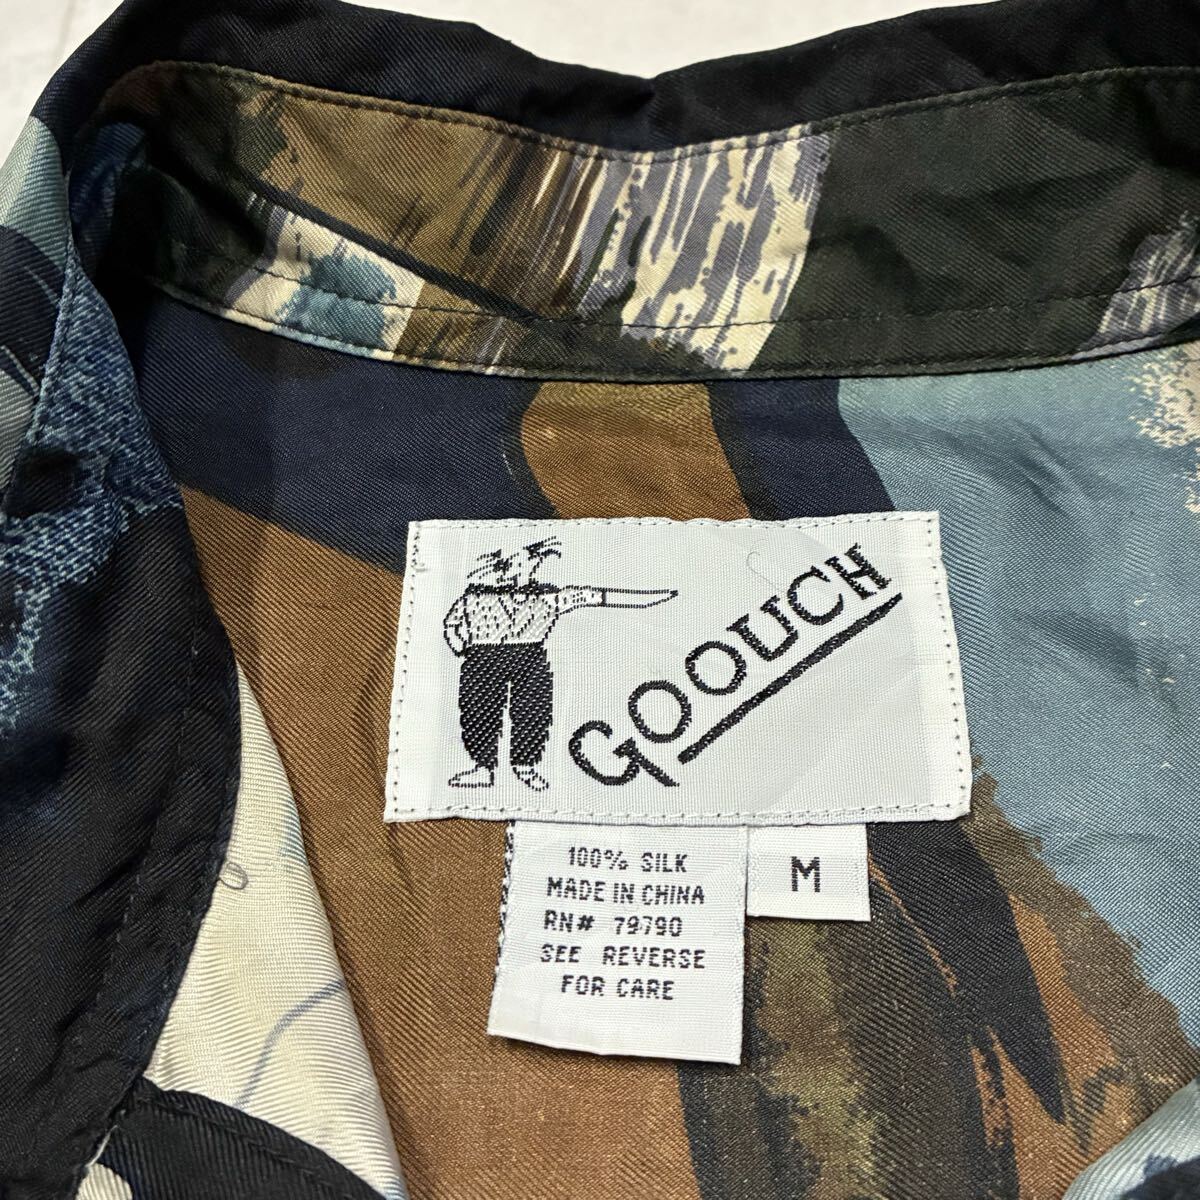 GOOUCH
100% SILK
MADE IN CHINA
RN# 79790
SEE REVERSE
FOR CARE
M